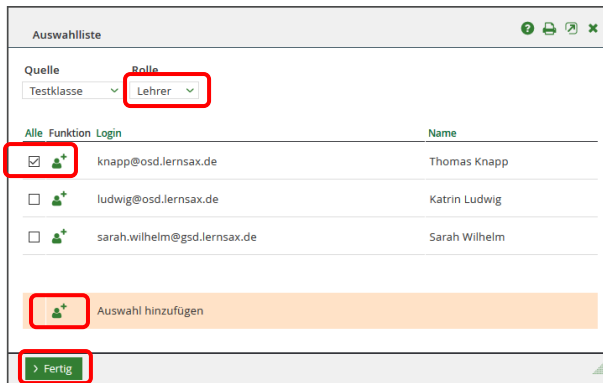 Auswahlliste
Quelle Rolle
Testklasse Lehrer
Alle Funktion Login Name
knapp@osd.lernsax.de Thomas Knapp
ludwig@osd.lernsax.de Katrin Ludwig
sarah.wilhelm@gsd.lernsax.de Sarah Wilhelm
Auswahl hinzufügen
> Fertig